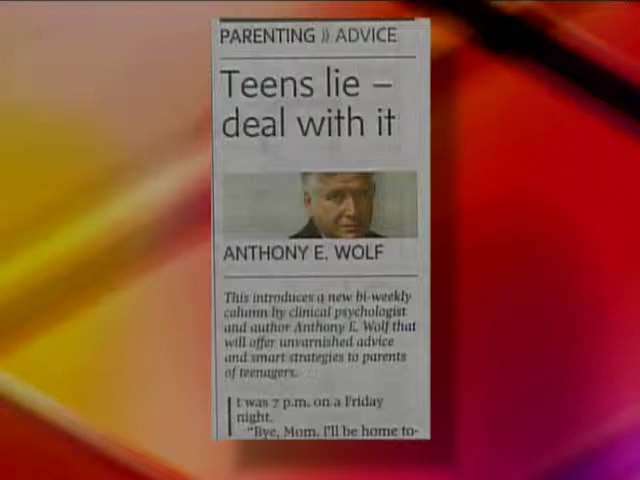 PARENTING » ADVICE
Teens lie –
deal with it
ANTHONY E. WOLF
This introduces a new bi-weekly
column by clinical psychologist
and author Anthony E. Wolf that
will offer unvarnished advice
and smart strategies to parents
of teenagers.
It was 7 p.m. on a Friday
night.
"Bye, Mom. I'll be home to-